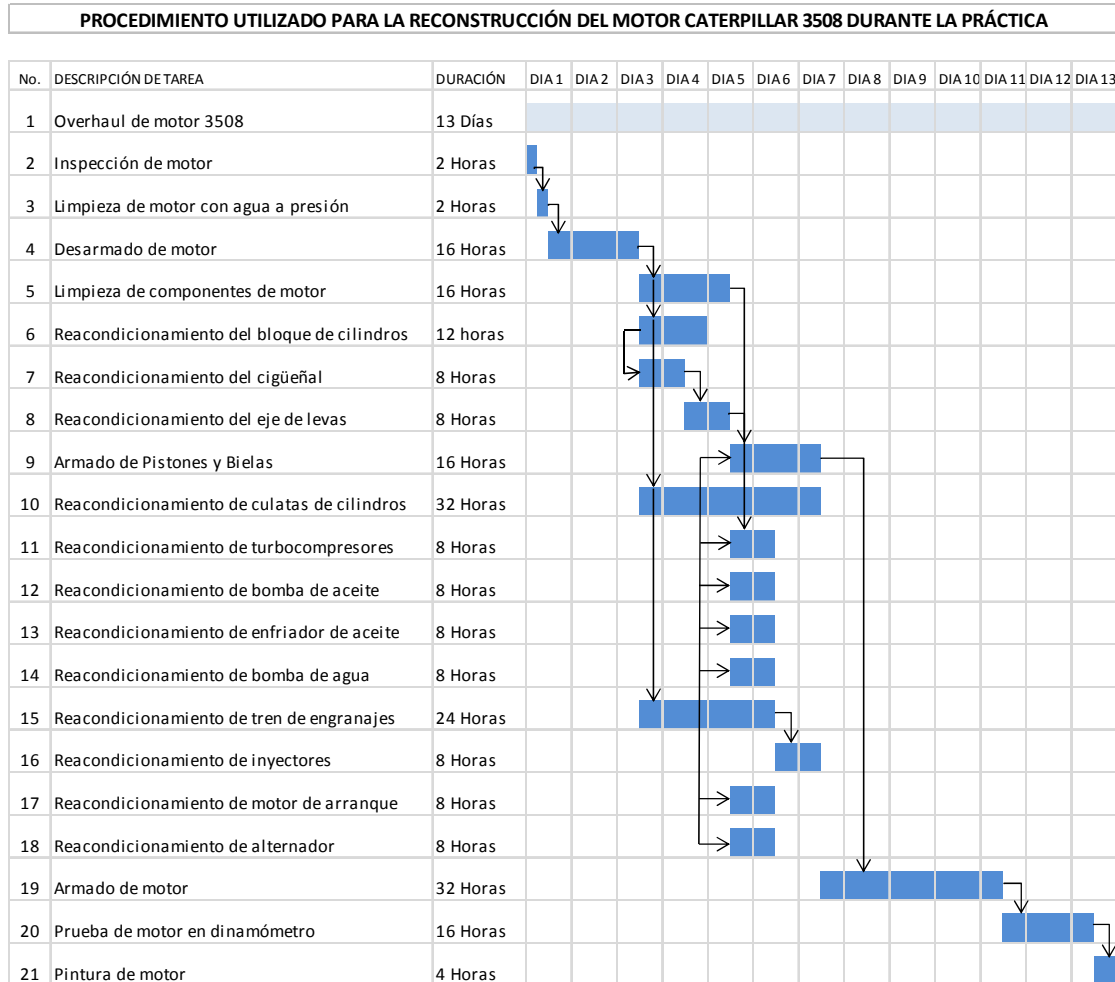 PROCEDIMIENTO UTILIZADO PARA LA RECONSTRUCCIÓN DEL MOTOR CATERPILLAR 3508 DURANTE LA PRÁCTICA
No. DESCRIPCIÓN DE TAREA DURACIÓN DIA 1 DIA 2 DIA 3 DIA 4 DIA 5 DIA 6 DIA 7 DIA 8 DIA 9 DIA 10 DIA 11 DIA 12 DIA 13
1 Overhaul de motor 3508 13 Días
2 Inspección de motor 2 Horas
3 Limpieza de motor con agua a presión 2 Horas
4 Desarmado de motor 16 Horas
5 Limpieza de componentes de motor 16 Horas
6 Reacondicionamiento del bloque de cilindros 12 horas
7 Reacondicionamiento del cigüeñal 8 Horas
8 Reacondicionamiento del eje de levas 8 Horas
9 Armado de Pistones y Bielas 16 Horas
10 Reacondicionamiento de culatas de cilindros 32 Horas
11 Reacondicionamiento de turbocompresores 8 Horas
12 Reacondicionamiento de bomba de aceite 8 Horas
13 Reacondicionamiento de enfriador de aceite 8 Horas
14 Reacondicionamiento de bomba de agua 8 Horas
15 Reacondicionamiento de tren de engranajes 24 Horas
16 Reacondicionamiento de inyectores 8 Horas
17 Reacondicionamiento de motor de arranque 8 Horas
18 Reacondicionamiento de alternador 8 Horas
19 Armado de motor 32 Horas
20 Prueba de motor en dinamómetro 16 Horas
21 Pintura de motor 4 Horas